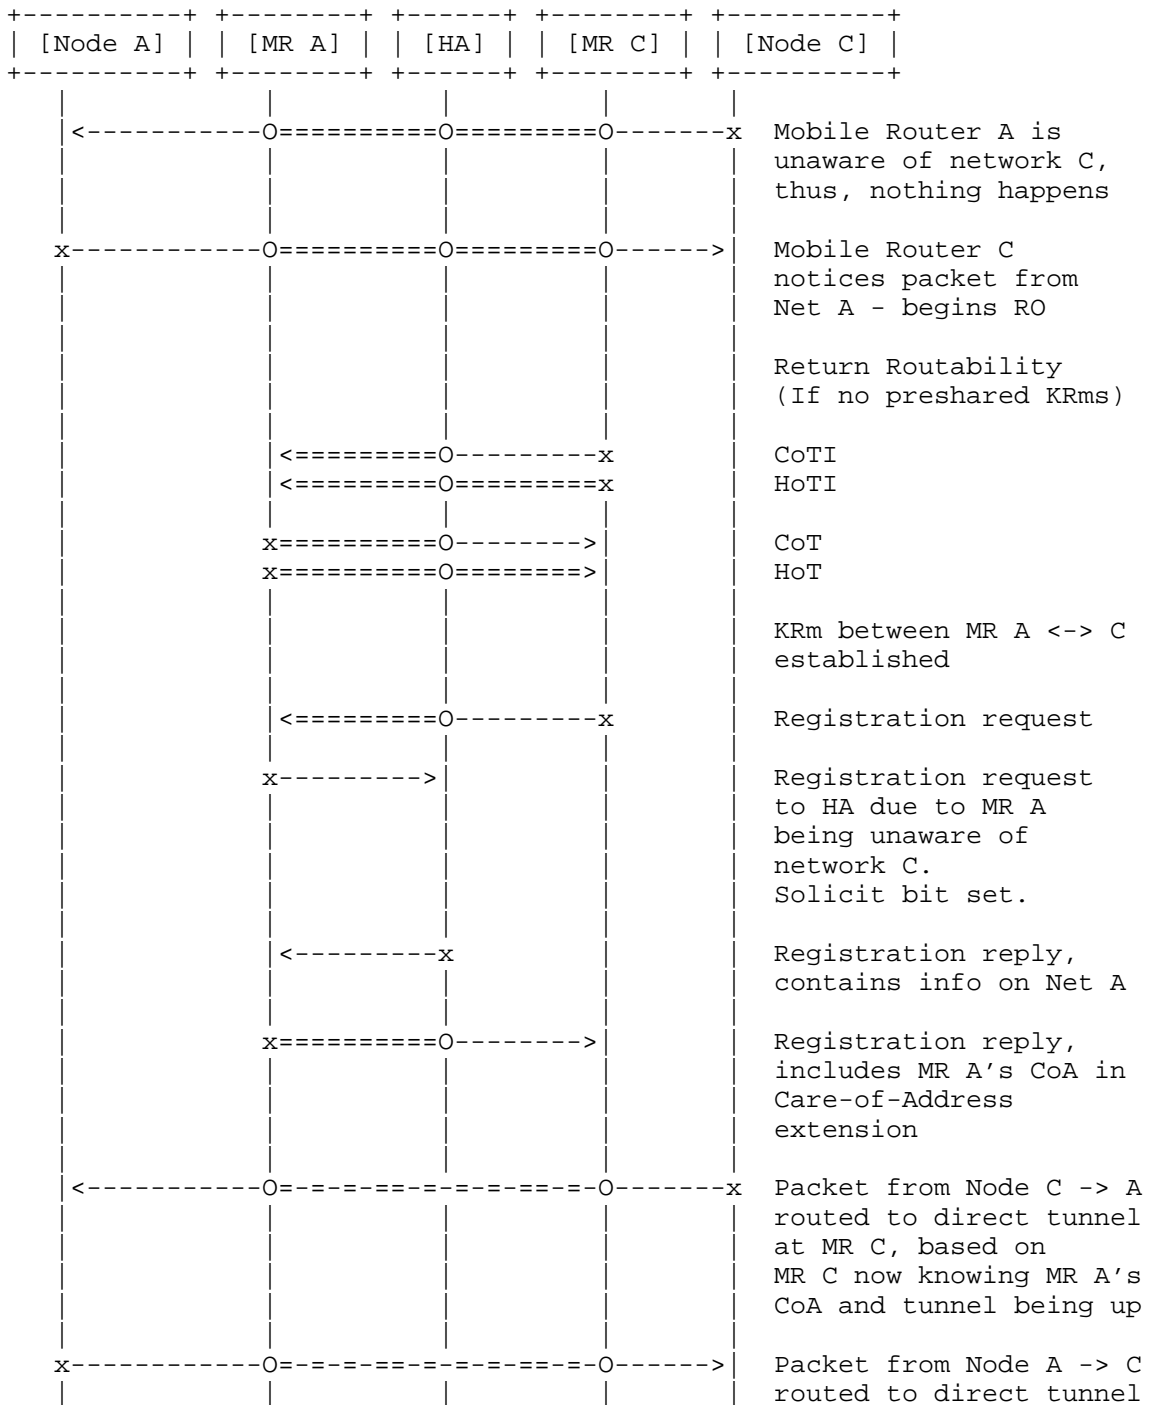 +----------+ +--------+ +------+ +--------+ +----------+
| [Node A] | | [MR A] | | [HA] | | [MR C] | | [Node C] |
+----------+ +--------+ +------+ +--------+ +----------+
     |            |          |         |       |
     |<-----------O==========O=========O-------x  Mobile Router A is
     |            |          |         |       |  unaware of network C,
     |            |          |         |       |  thus, nothing happens
     |            |          |         |       |
     x------------O==========O=========O------>|  Mobile Router C
     |            |          |         |       |  notices packet from
     |            |          |         |       |  Net A - begins RO
     |            |          |         |       |
     |            |          |         |       |  Return Routability
     |            |          |         |       |  (If no preshared KRms)
     |            |          |         |       |
     |            |<=========O---------x       |  CoTI
     |            |<=========O=========x       |  HoTI
     |            |          |         |       |
     |            x==========O-------->|       |  CoT
     |            x==========O========>|       |  HoT
     |            |          |         |       |
     |            |          |         |       |  KRm between MR A <-> C
     |            |          |         |       |  established
     |            |          |         |       |
     |            |<=========O---------x       |  Registration request
     |            |          |         |       |
     |            x--------->|         |       |  Registration request
     |            |          |         |       |  to HA due to MR A
     |            |          |         |       |  being unaware of
     |            |          |         |       |  network C.
     |            |          |         |       |  Solicit bit set.
     |            |          |         |       |
     |            |<---------x         |       |  Registration reply,
     |            |          |         |       |  contains info on Net A
     |            |          |         |       |
     |            x==========O-------->|       |  Registration reply,
     |            |          |         |       |  includes MR A's CoA in
     |            |          |         |       |  Care-of-Address
     |            |          |         |       |  extension
     |            |          |         |       |
     |<-----------O=-=-=-==-=-=-=-==-=-O-------x  Packet from Node C -> A
     |            |          |         |       |  routed to direct tunnel
     |            |          |         |       |  at MR C, based on
     |            |          |         |       |  MR C now knowing MR A's
     |            |          |         |       |  CoA and tunnel being up
     |            |          |         |       |
     x------------O=-=-=-==-=-=-=-==-=-O------>|  Packet from Node A -> C
     |            |          |         |       |  routed to direct tunnel